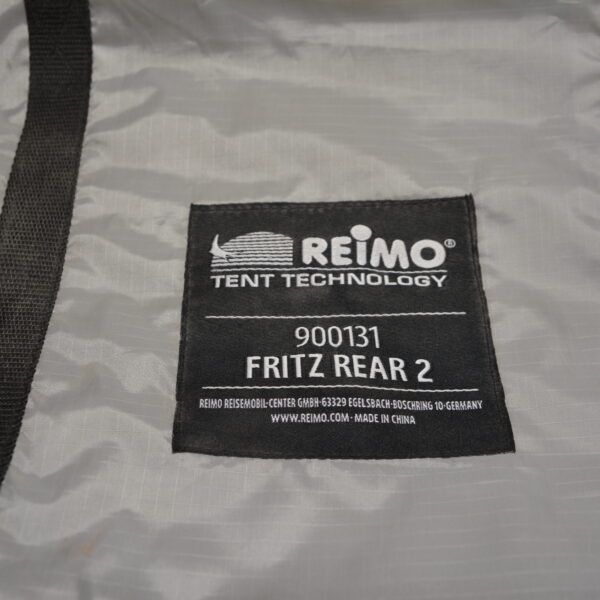 REIMO®
TENT TECHNOLOGY
900131
FRITZ REAR 2
REIMO REISEMOBIL-CENTER GMBH·63329 EGELSBACH·BOSCHRING 10·GERMANY
WWW.REIMO.COM · MADE IN CHINA